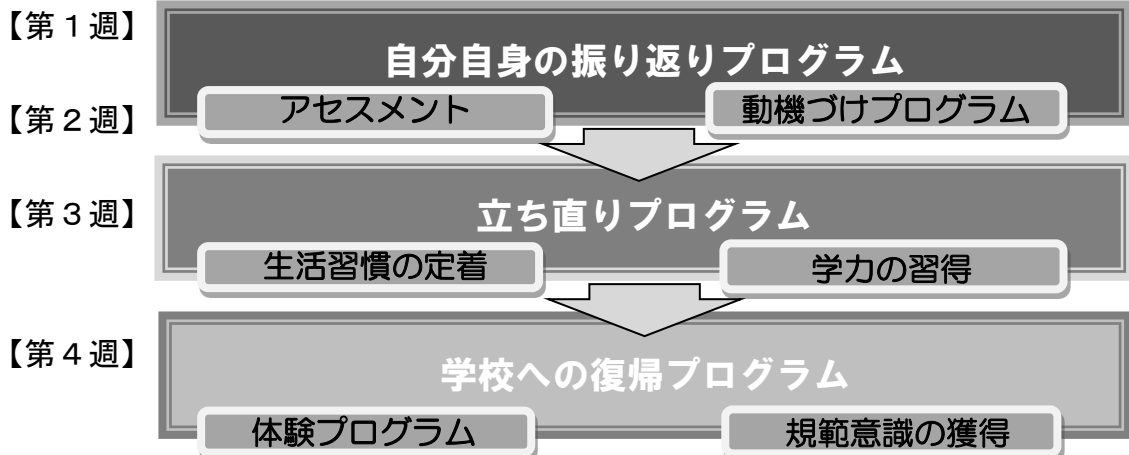 【第１週】
自分自身の振り返りプログラム
アセスメント
動機づけプログラム
【第２週】
【第３週】
立ち直りプログラム
生活習慣の定着
学力の習得
【第４週】
学校への復帰プログラム
体験プログラム
規範意識の獲得